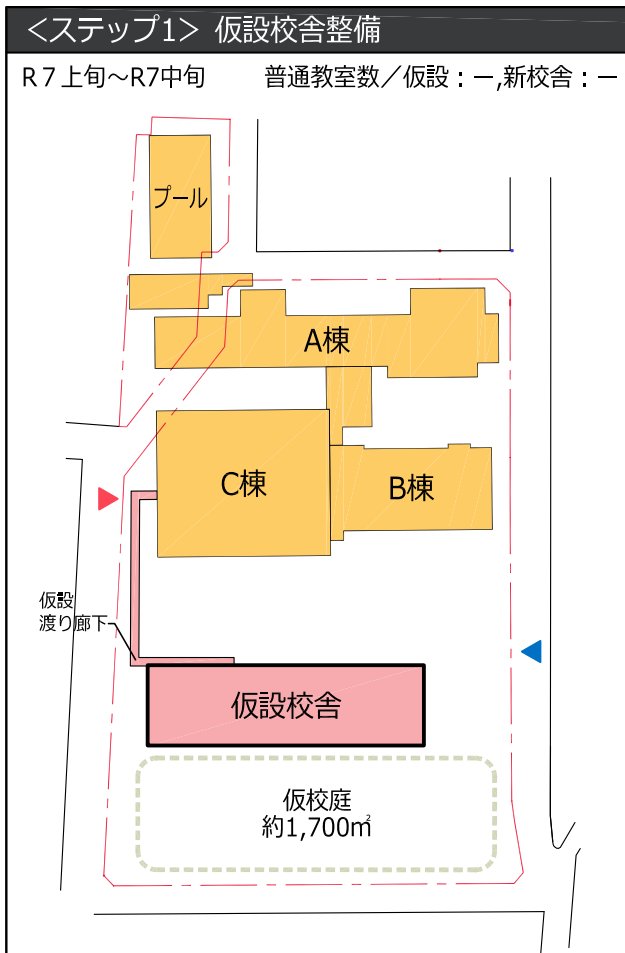 ＜ステップ1＞ 仮設校舎整備
R７上旬～R7中旬 普通教室数／仮設：ー,新校舎：ー
プール
A棟
C棟
B棟
仮設
渡り廊下
仮設校舎
仮校庭
約1,700㎡